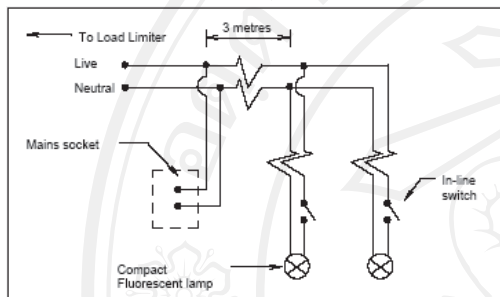 To Load Limiter
3 metres
Live
Neutral
Mains socket
In-line
switch
Compact
Fluorescent lamp